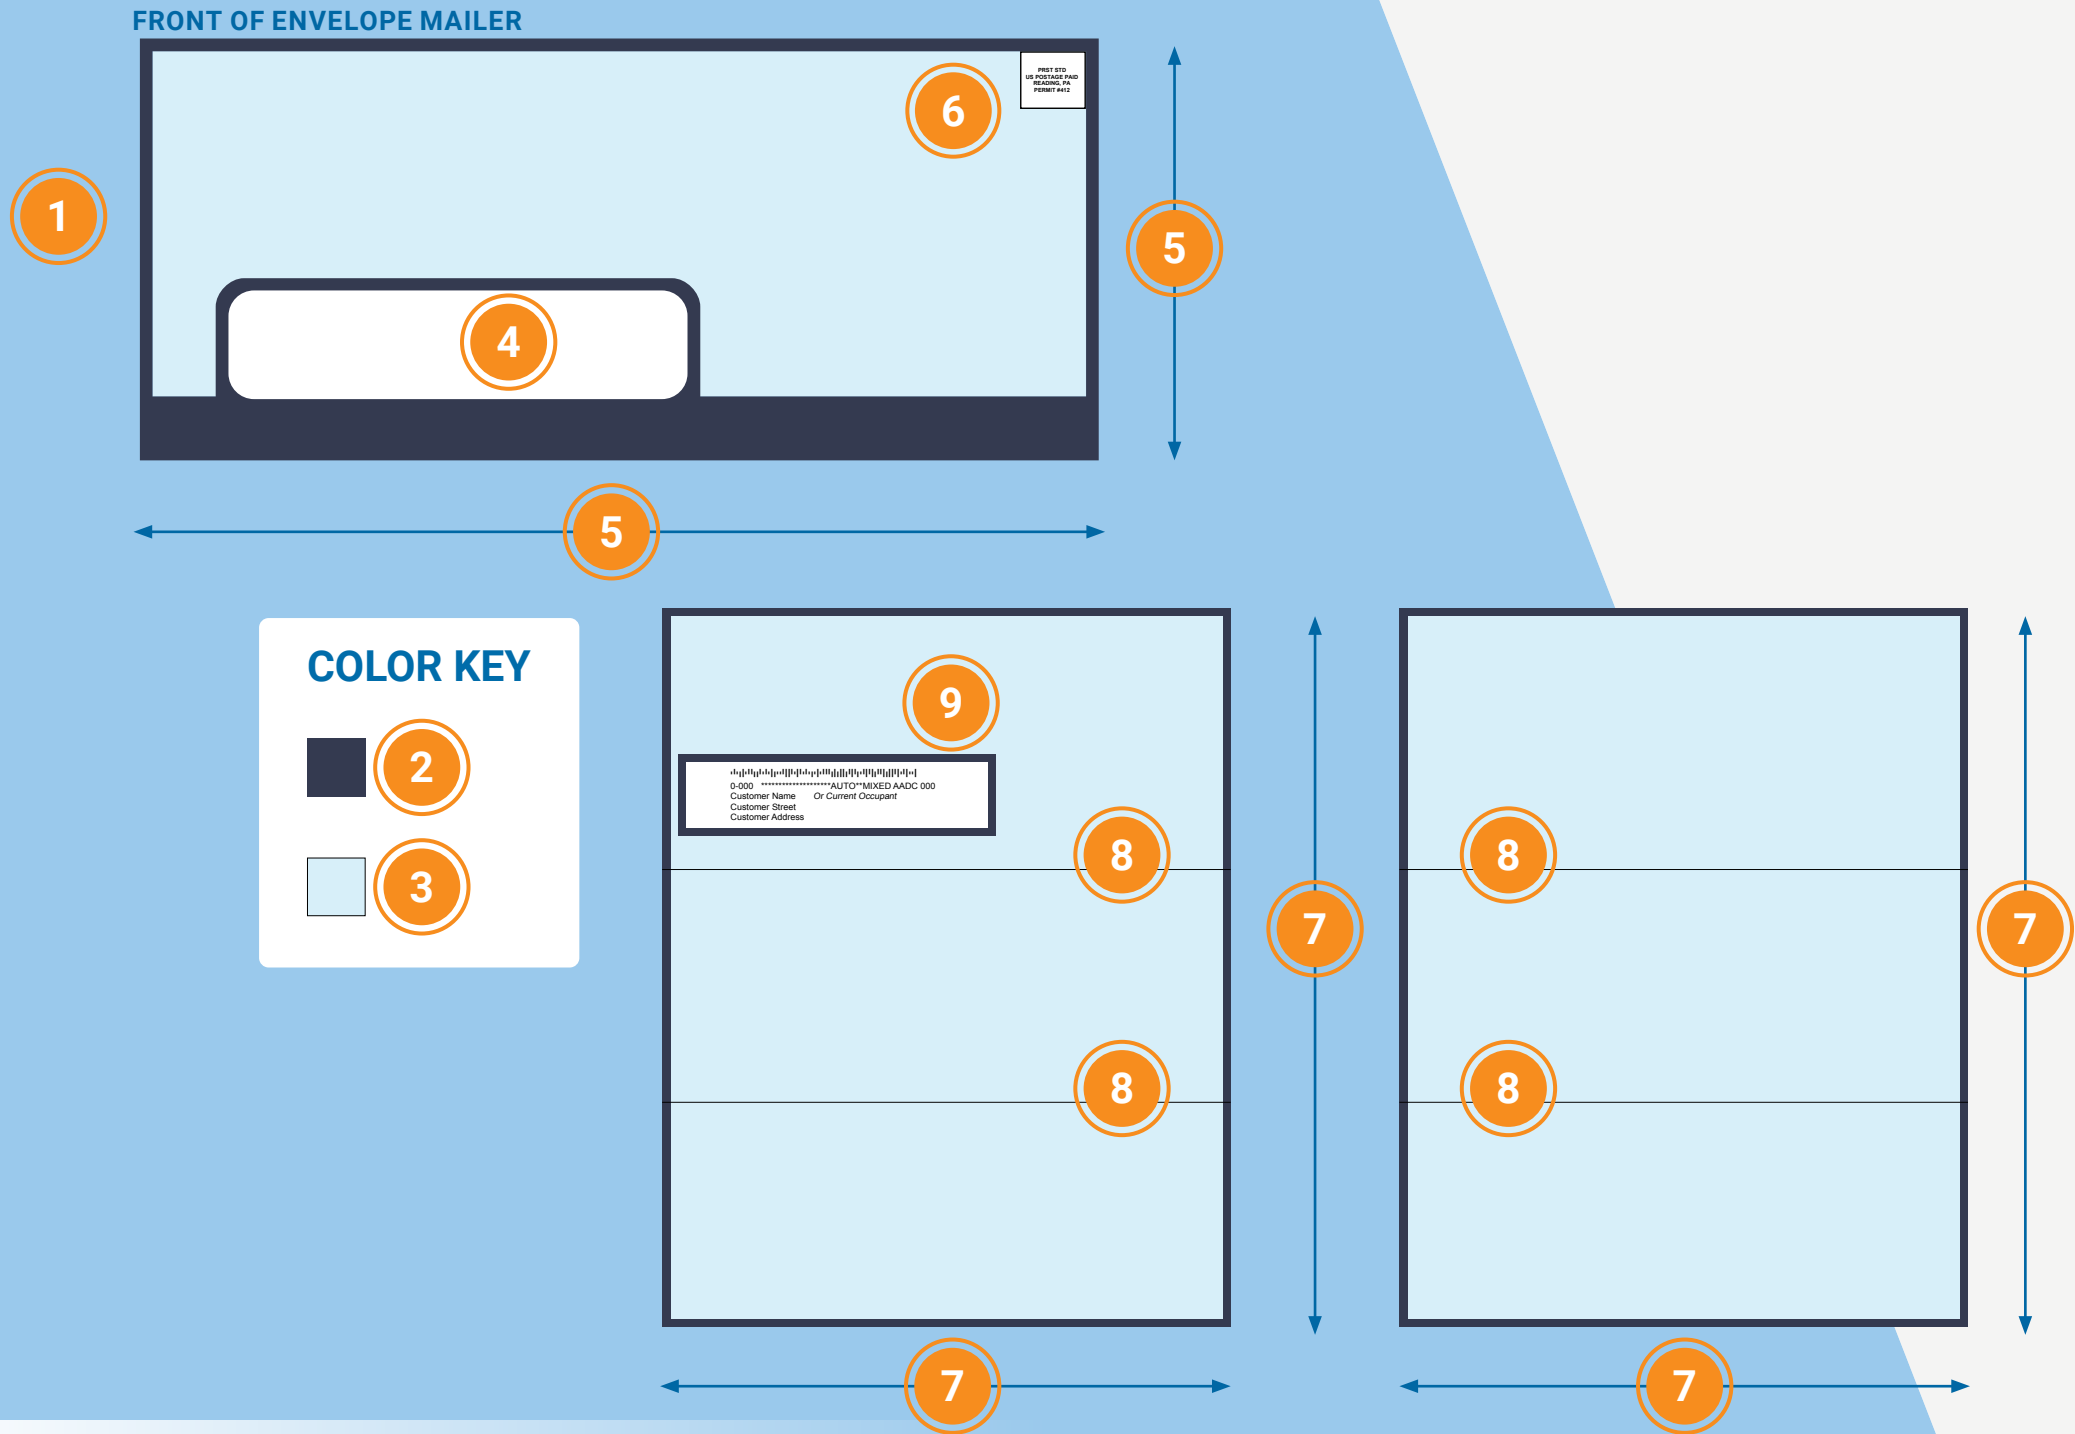 FRONT OF ENVELOPE MAILER
PRST STD
US POSTAGE PAID
READING, PA
PERMIT #412
6
1
5
4
5
COLOR KEY
2
3
9
0-000 ********************AUTO**MIXED AADC 000
Customer Name Or Current Occupant
Customer Street
Customer Address
8
8
7
7
8
8
7
7